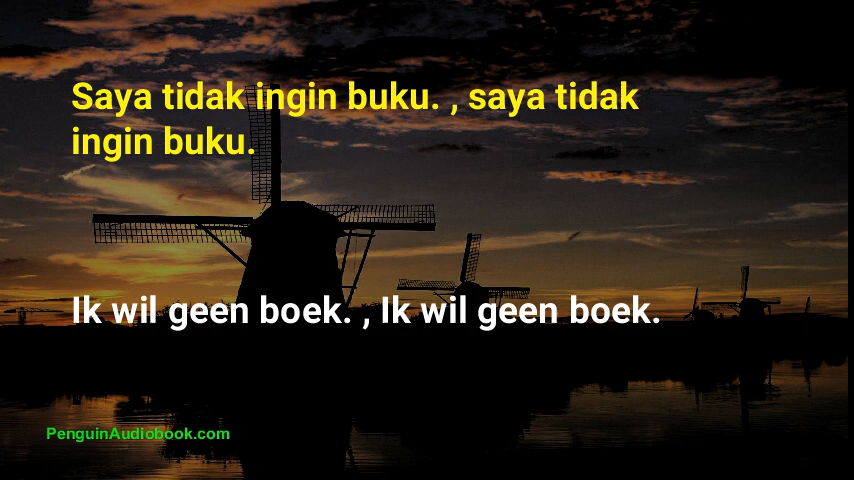 Saya tidak ingin buku. , saya tidak
ingin buku.
Ik wil geen boek. , Ik wil geen boek.
PenguinAudiobook.com